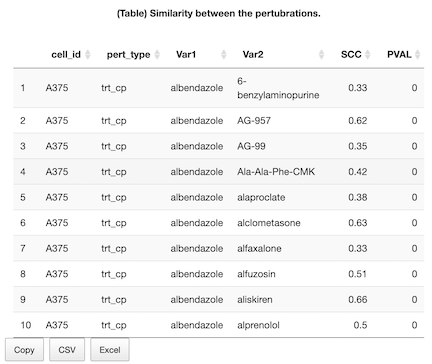 (Table) Similarity between the pertubrations.
cell_id pert_type Var1 Var2 SCC PVAL
1 A375 trt_cp albendazole 6-
benzylaminopurine 0.33 0
2 A375 trt_cp albendazole AG-957 0.62 0
3 A375 trt_cp albendazole AG-99 0.35 0
4 A375 trt_cp albendazole Ala-Ala-Phe-CMK 0.42 0
5 A375 trt_cp albendazole alaproclate 0.38 0
6 A375 trt_cp albendazole alclometasone 0.63 0
7 A375 trt_cp albendazole alfaxalone 0.33 0
8 A375 trt_cp albendazole alfuzosin 0.51 0
9 A375 trt_cp albendazole aliskiren 0.66 0
10 A375 trt_cp albendazole alprenolol 0.5 0
Copy CSV Excel